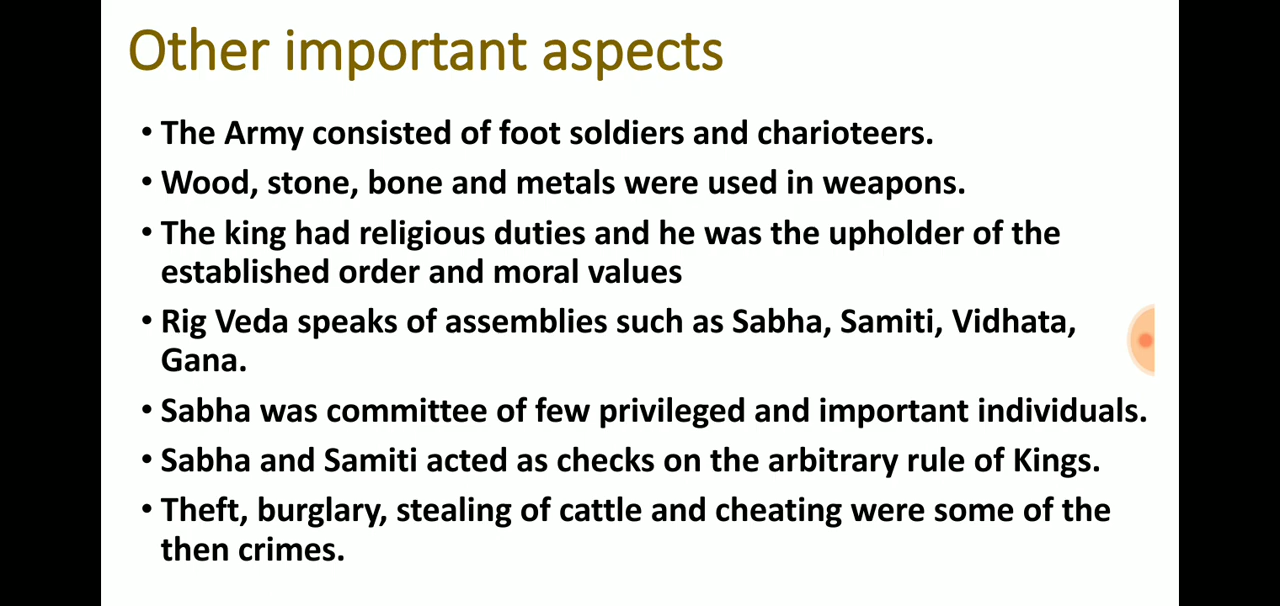 Other important aspects
• The Army consisted of foot soldiers and charioteers.
• Wood, stone, bone and metals were used in weapons.
• The king had religious duties and he was the upholder of the
established order and moral values
• Rig Veda speaks of assemblies such as Sabha, Samiti, Vidhata,
Gana.
• Sabha was committee of few privileged and important individuals.
• Sabha and Samiti acted as checks on the arbitrary rule of Kings.
• Theft, burglary, stealing of cattle and cheating were some of the
then crimes.